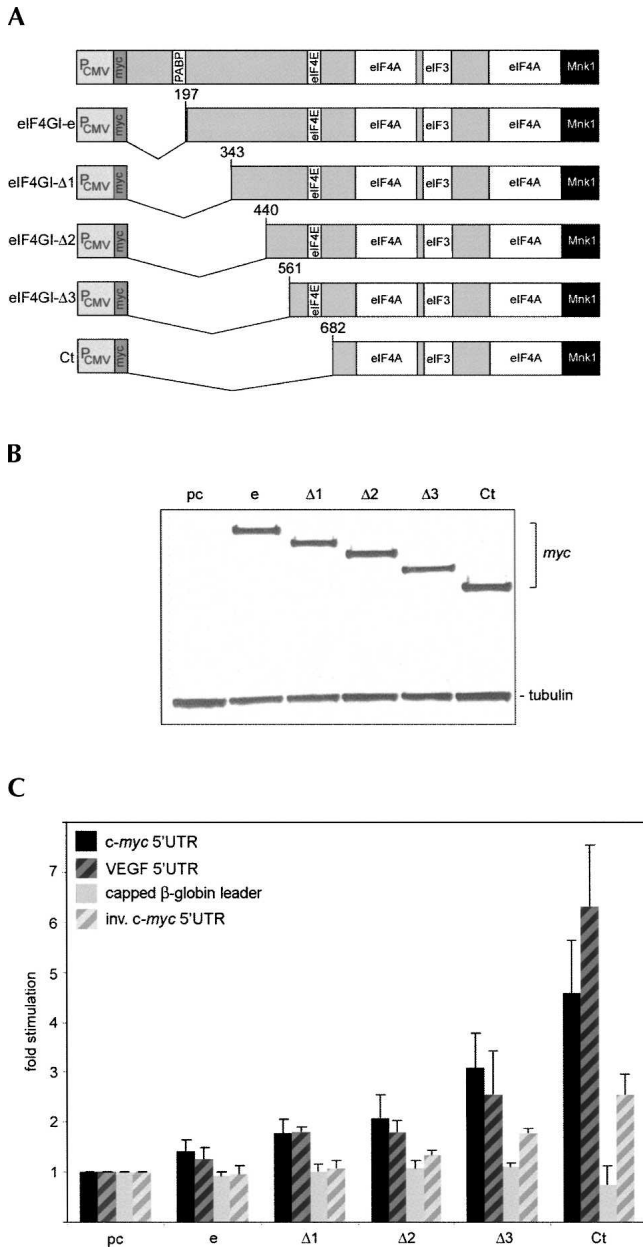 A
PCMV myc PABP eIF4E eIF4A eIF3 eIF4A Mnk1
197
eIF4GI-e PCMV myc eIF4E eIF4A eIF3 eIF4A Mnk1
343
eIF4GI-Δ1 PCMV myc eIF4E eIF4A eIF3 eIF4A Mnk1
440
eIF4GI-Δ2 PCMV myc eIF4E eIF4A eIF3 eIF4A Mnk1
561
eIF4GI-Δ3 PCMV myc eIF4E eIF4A eIF3 eIF4A Mnk1
682
Ct PCMV myc eIF4A eIF3 eIF4A Mnk1
B
pc e Δ1 Δ2 Δ3 Ct
myc
- tubulin
C
c-myc 5'UTR
VEGF 5'UTR
capped β-globin leader
inv. c-myc 5'UTR
fold stimulation
7
6
5
4
3
2
1
pc e Δ1 Δ2 Δ3 Ct